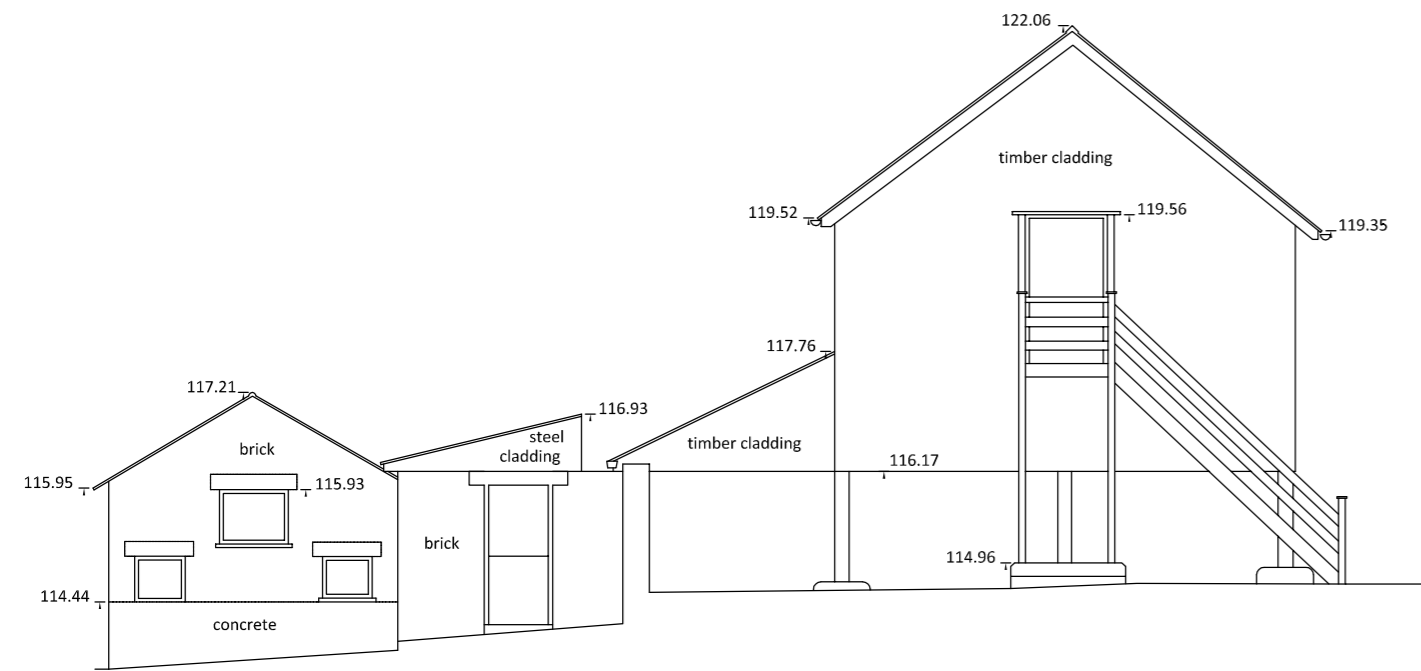 122.06
timber cladding
119.52
119.56
119.35
117.76
117.21
116.93
steel
cladding
timber cladding
brick
116.17
115.95
115.93
brick
114.96
114.44
concrete